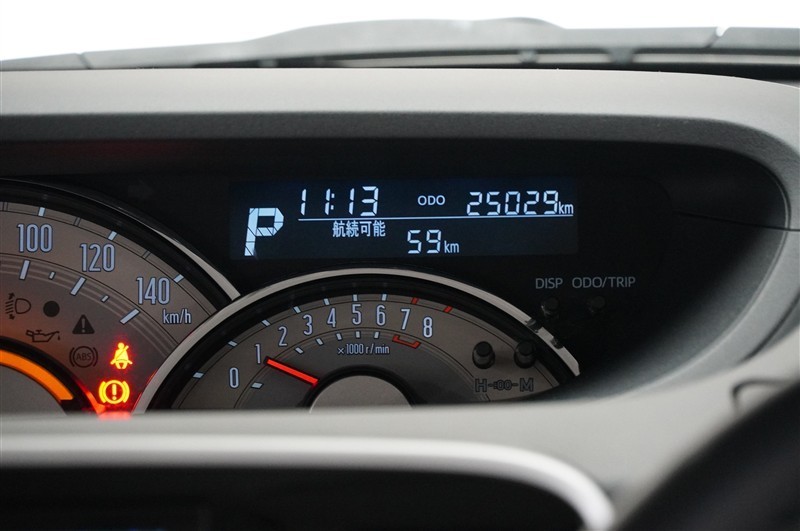 11:13 ODO 25029km
P
航続可能
59km
DISP ODO/TRIP
100 120 140
km/h
ABS
0 1 2 3 4 5 6 7 8
×1000 r/min
H M